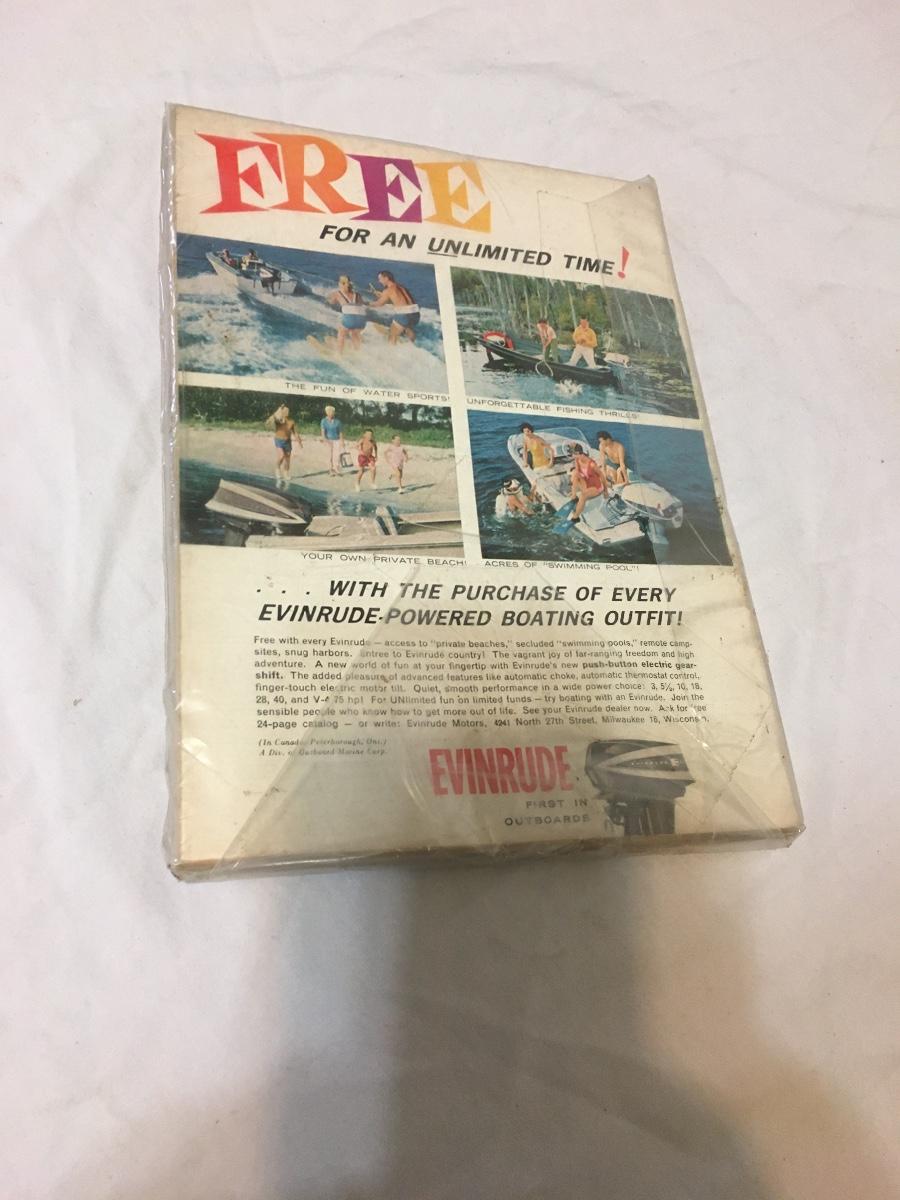 FREE
FOR AN UNLIMITED TIME!
THE FUN OF WATER SPORTS!
UNFORGETTABLE FISHING THRILLS!
YOUR OWN PRIVATE BEACH!
ACRES OF "SWIMMING POOL"!
. . . WITH THE PURCHASE OF EVERY
EVINRUDE-POWERED BOATING OUTFIT!
Free with every Evinrude — access to "private beaches," secluded "swimming pools," remote camp-
sites, snug harbors. Entree to Evinrude country! The vagrant joy of far-ranging freedom and high
adventure. A new world of fun at your fingertip with Evinrude's new push-button electric gear-
shift. The added pleasure of advanced features like automatic choke, automatic thermostat control,
finger-touch electric motor tilt. Quiet, smooth performance in a wide power choice: 3, 5½, 10, 18,
28, 40, and V-4 75 hp! For UNlimited fun on limited funds — try boating with an Evinrude. Join the
sensible people who know how to get more out of life. See your Evinrude dealer now. Ask for free
24-page catalog — or write: Evinrude Motors, 4241 North 27th Street, Milwaukee 16, Wisconsin.
(In Canada: Peterborough, Ont.)
A Div. of Outboard Marine Corp.
EVINRUDE
FIRST IN
OUTBOARDS
EVINRUDE